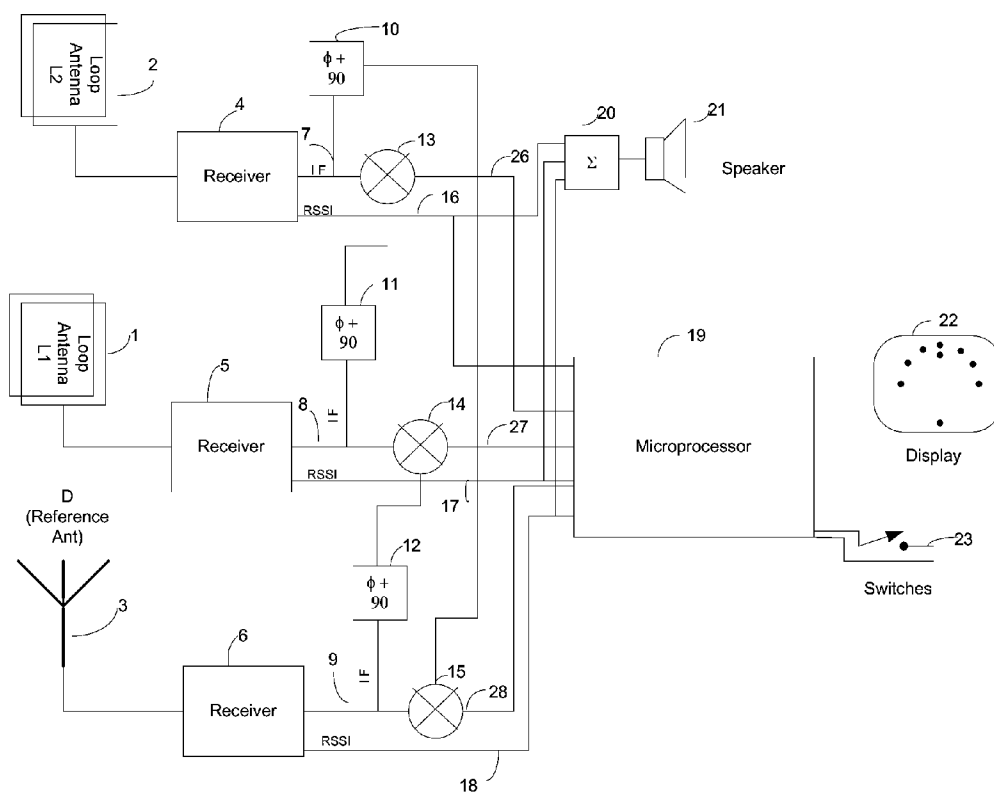 10
Loop
Antenna
L2
2
ϕ +
90
4
7
13
20
21
Receiver
IF
26
Σ
Speaker
RSSI
16
11
Loop
Antenna
L1
1
ϕ +
90
19
22
5
8
IF
14
Receiver
27
Microprocessor
Display
RSSI
17
D
(Reference
Ant)
12
23
ϕ +
90
Switches
3
6
9
IF
15
28
Receiver
RSSI
18